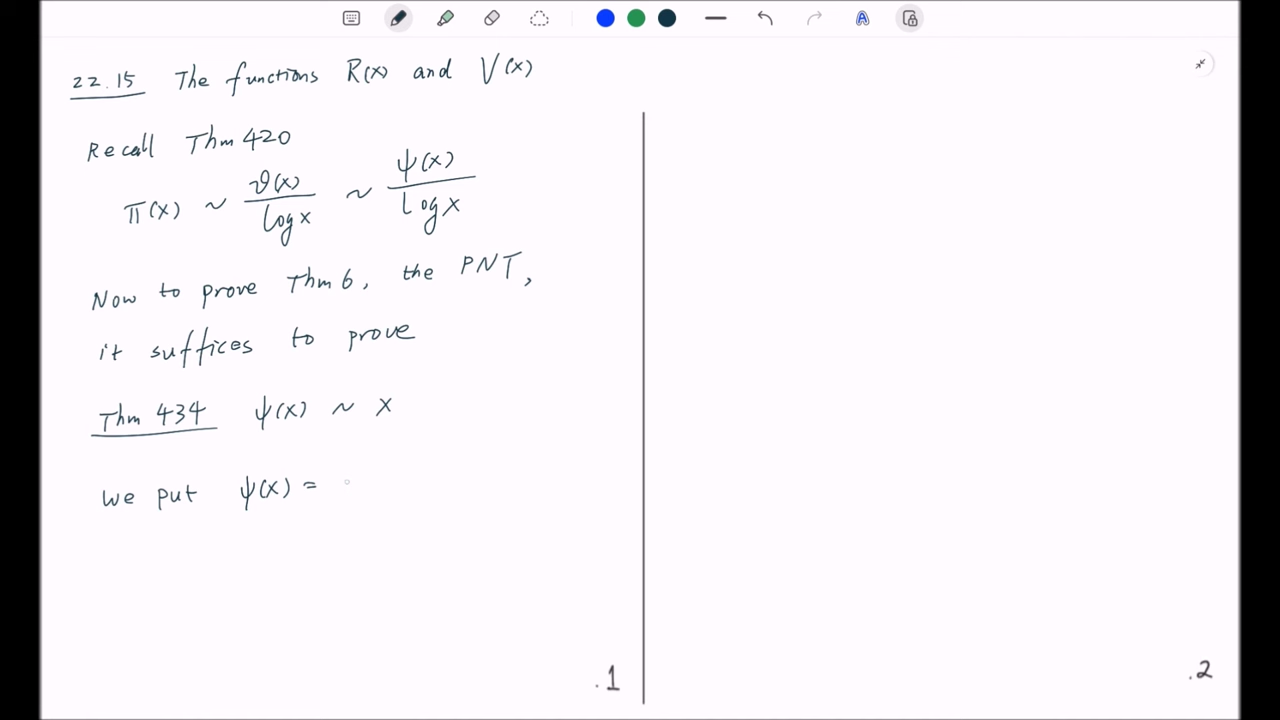 22.15 The functions R(x) and V(x)
Recall Thm 420
π(x) ~ ϑ(x)/log x ~ ψ(x)/log x
Now to prove Thm 6, the PNT,
it suffices to prove
Thm 434 ψ(x) ~ x
We put ψ(x) =
.1
.2